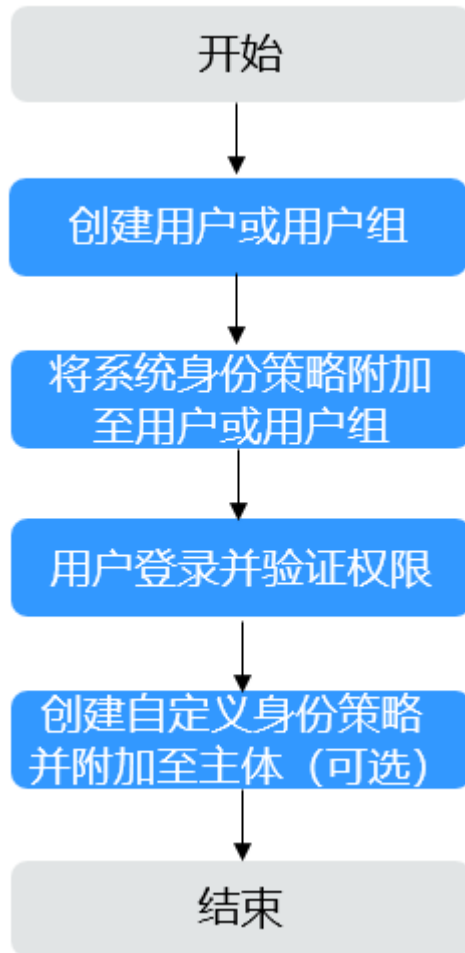 开始
创建用户或用户组
将系统身份策略附加
至用户或用户组
用户登录并验证权限
创建自定义身份策略
并附加至主体（可选）
结束